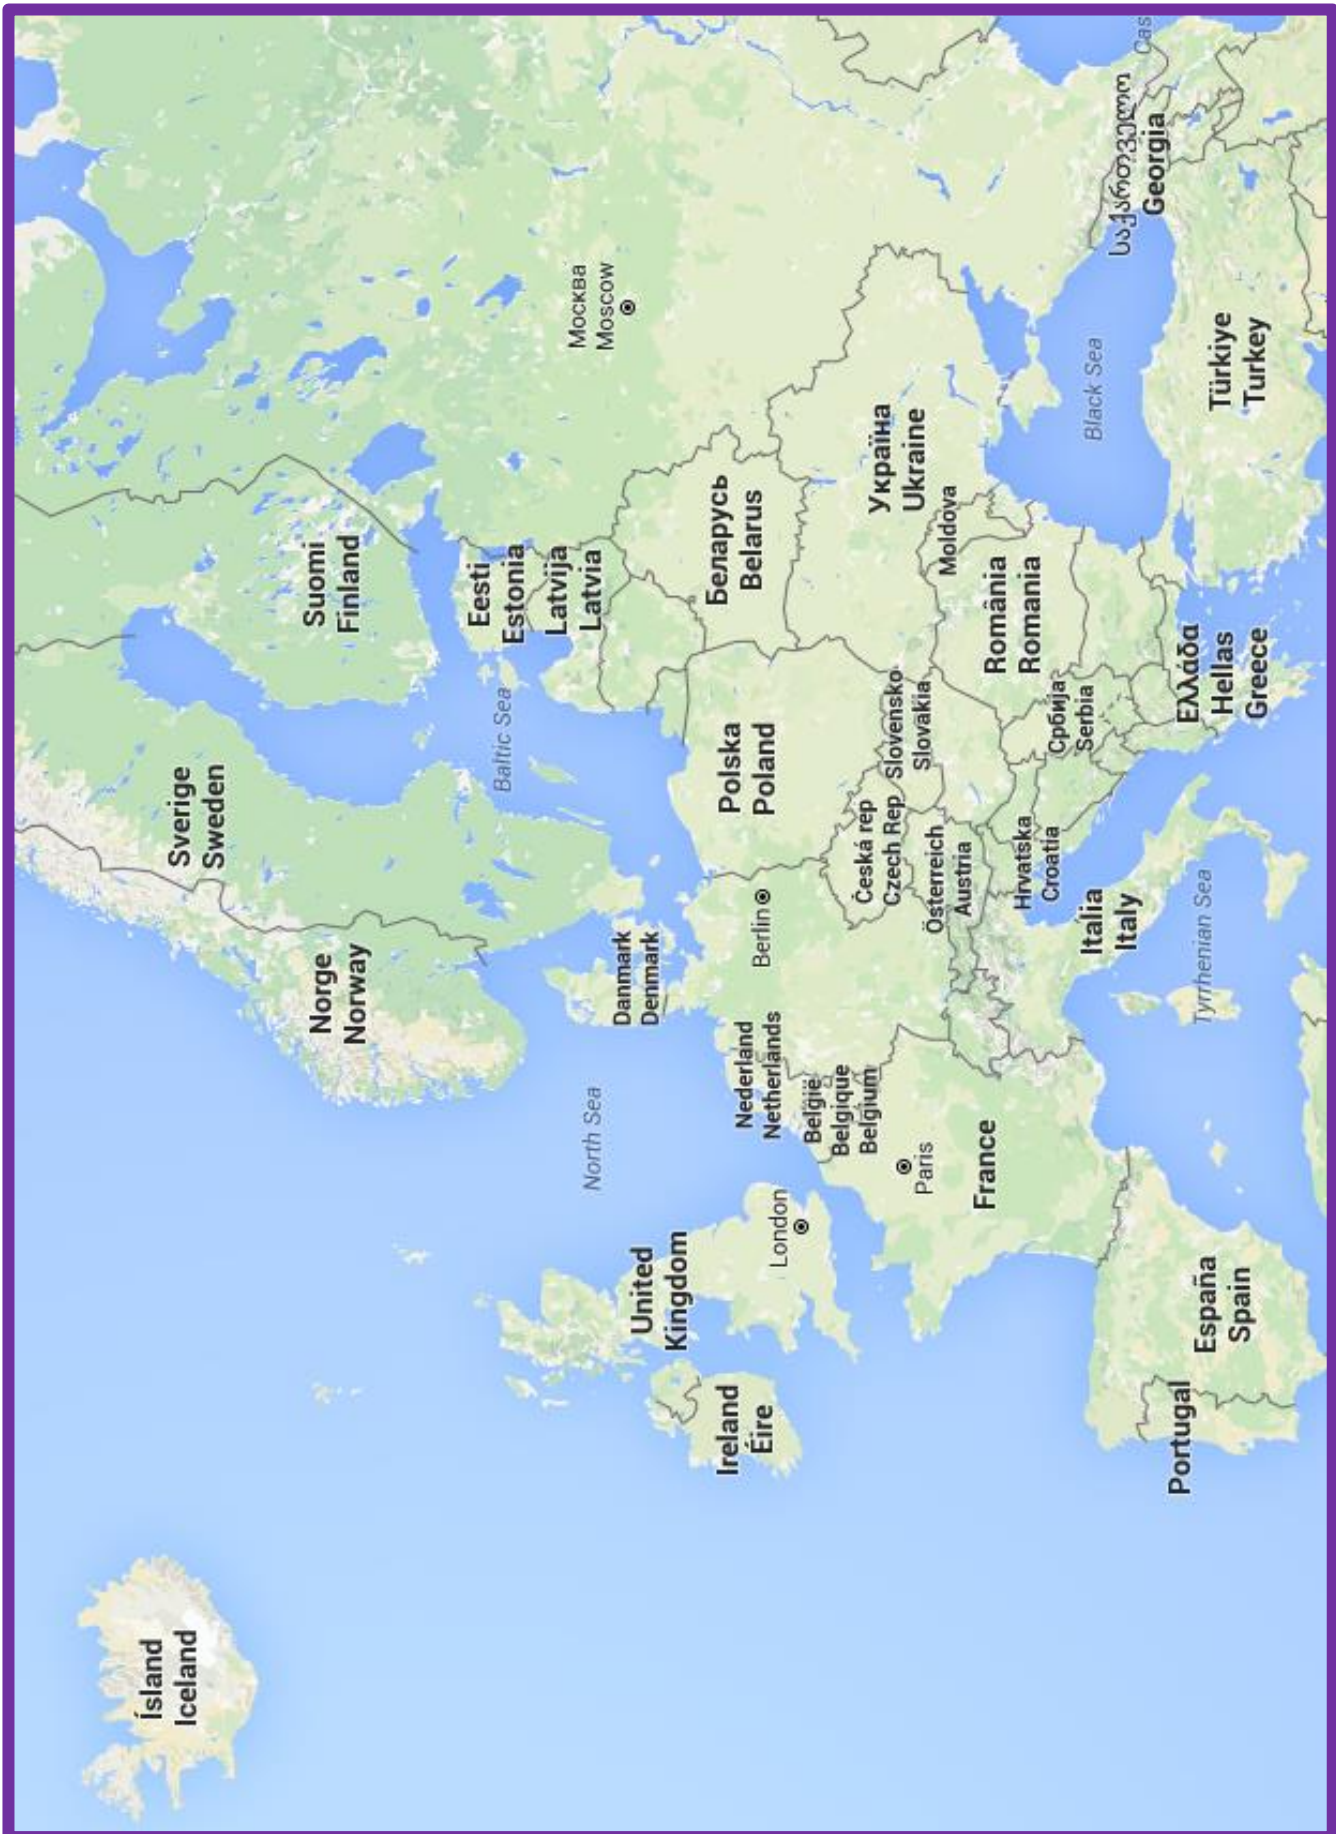 Ísland
Iceland
Norge
Norway
Sverige
Sweden
Suomi
Finland
Eesti
Estonia
Latvija
Latvia
Baltic Sea
Москва
Moscow
North Sea
Danmark
Denmark
United
Kingdom
Ireland
Éire
London
Nederland
Netherlands
België
Belgique
Belgium
Berlin
Polska
Poland
Беларусь
Belarus
Україна
Ukraine
Moldova
Česká rep
Czech Rep
Slovensko
Slovakia
Österreich
Austria
Paris
France
România
Romania
Hrvatska
Croatia
Србија
Serbia
Italia
Italy
Black Sea
საქართველო
Georgia
Cas
Portugal
España
Spain
Tyrrhenian Sea
Ελλάδα
Hellas
Greece
Türkiye
Turkey